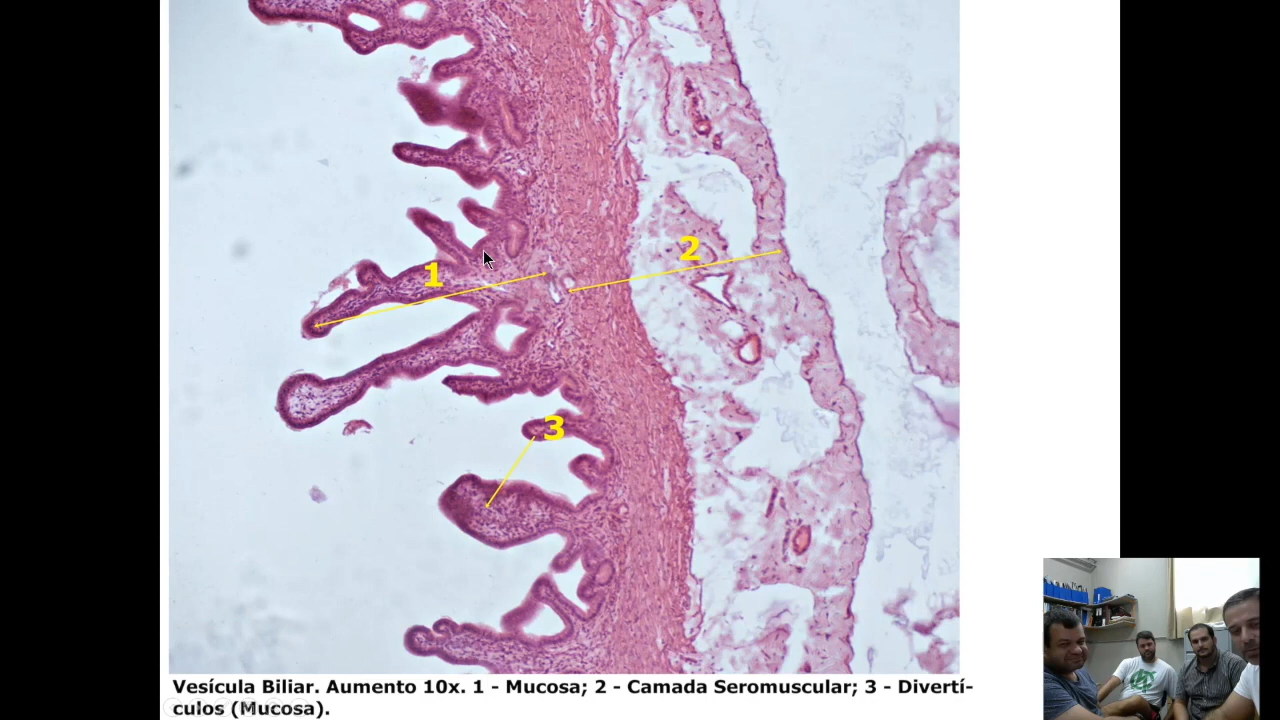 1
2
3
Vesícula Biliar. Aumento 10x. 1 - Mucosa; 2 - Camada Seromuscular; 3 - Divertí-
culos (Mucosa).